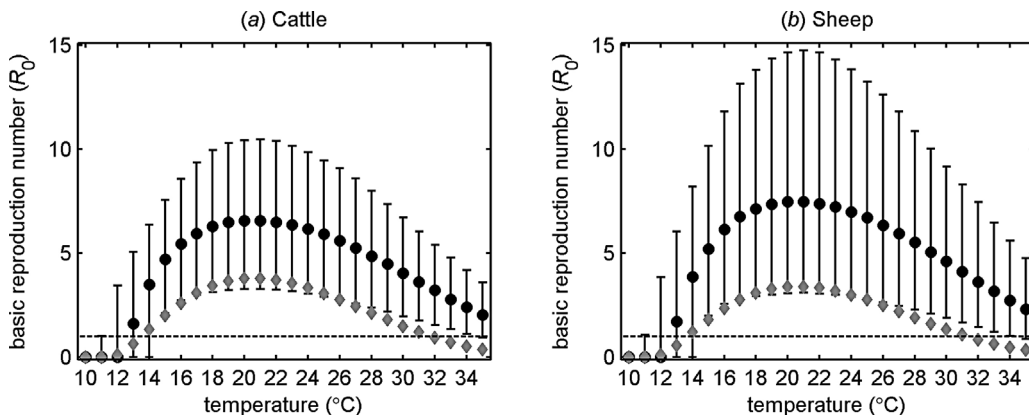 (a) Cattle
(b) Sheep
basic reproduction number (R0)
15
10
5
0
10 12 14 16 18 20 22 24 26 28 30 32 34
temperature (°C)
basic reproduction number (R0)
15
10
5
0
10 12 14 16 18 20 22 24 26 28 30 32 34
temperature (°C)